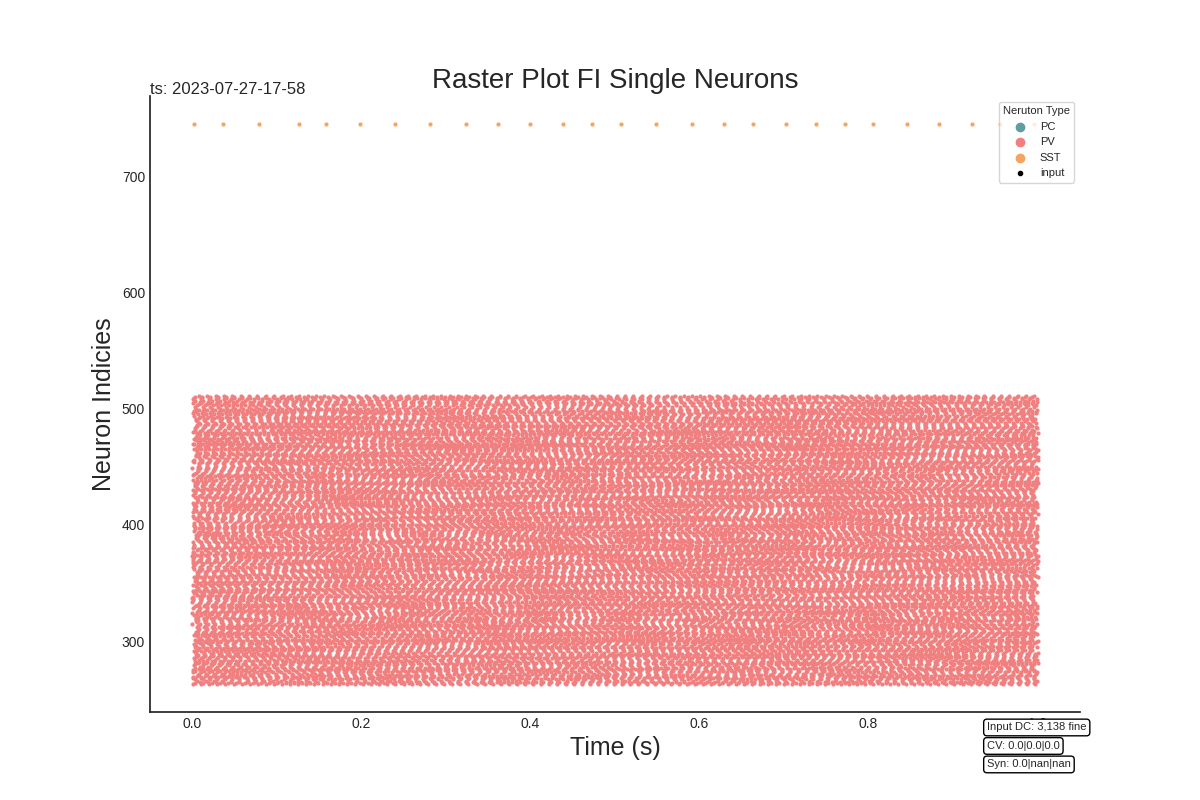 Raster Plot FI Single Neurons
ts: 2023-07-27-17-58
Neruton Type
PC
PV
SST
input
700
600
500
400
300
Neuron Indicies
0.0 0.2 0.4 0.6 0.8
Time (s)
Input DC: 3,138 fine
CV: 0.0|0.0|0.0
Syn: 0.0|nan|nan